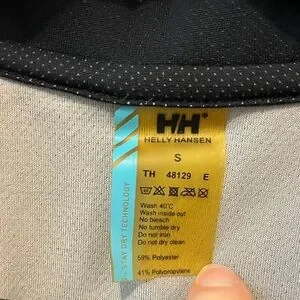 HH
HELLY HANSEN
S
TH 48129 E
Wash 40°C
Wash inside out
No bleach
No tumble dry
Do not iron
Do not dry clean
59% Polyester
41% Polypropylene
STAY DRY TECHNOLOGY